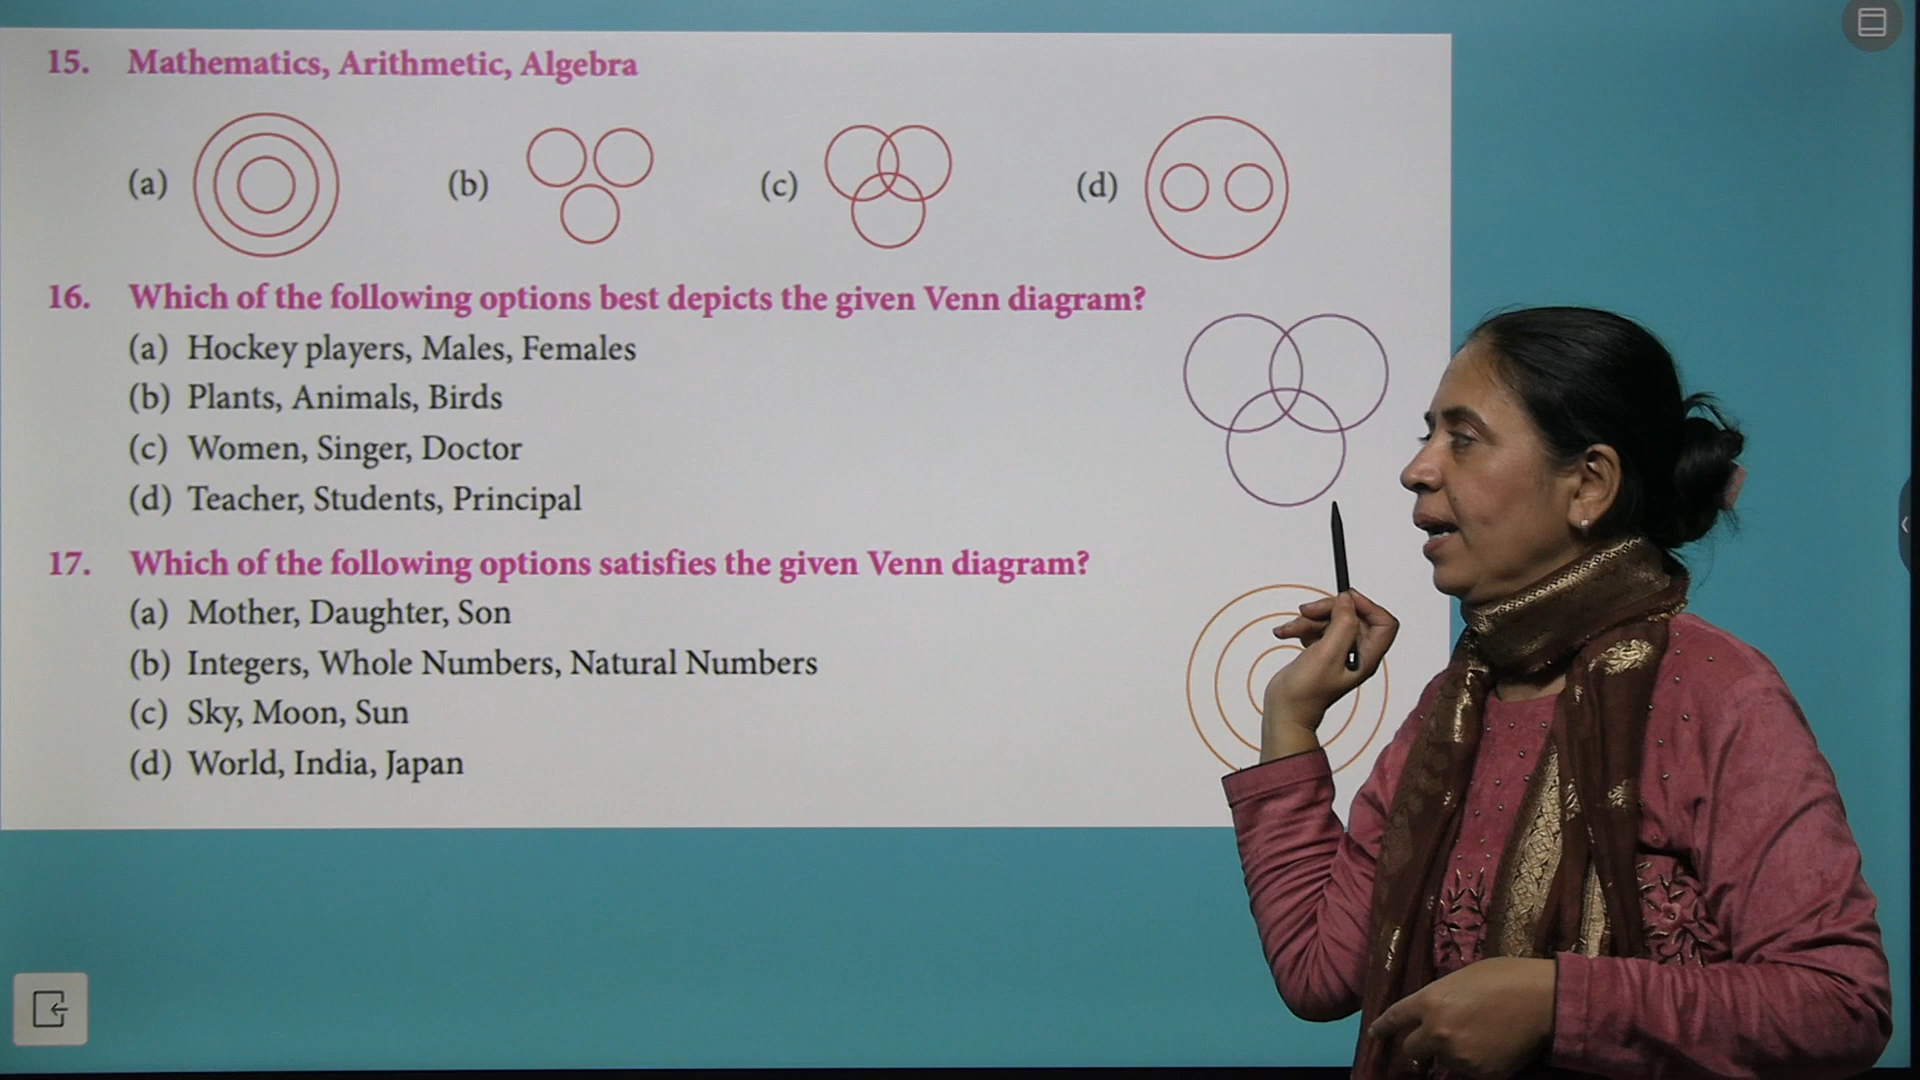 15. Mathematics, Arithmetic, Algebra
(a) (b) (c) (d)
16. Which of the following options best depicts the given Venn diagram?
(a) Hockey players, Males, Females
(b) Plants, Animals, Birds
(c) Women, Singer, Doctor
(d) Teacher, Students, Principal
17. Which of the following options satisfies the given Venn diagram?
(a) Mother, Daughter, Son
(b) Integers, Whole Numbers, Natural Numbers
(c) Sky, Moon, Sun
(d) World, India, Japan